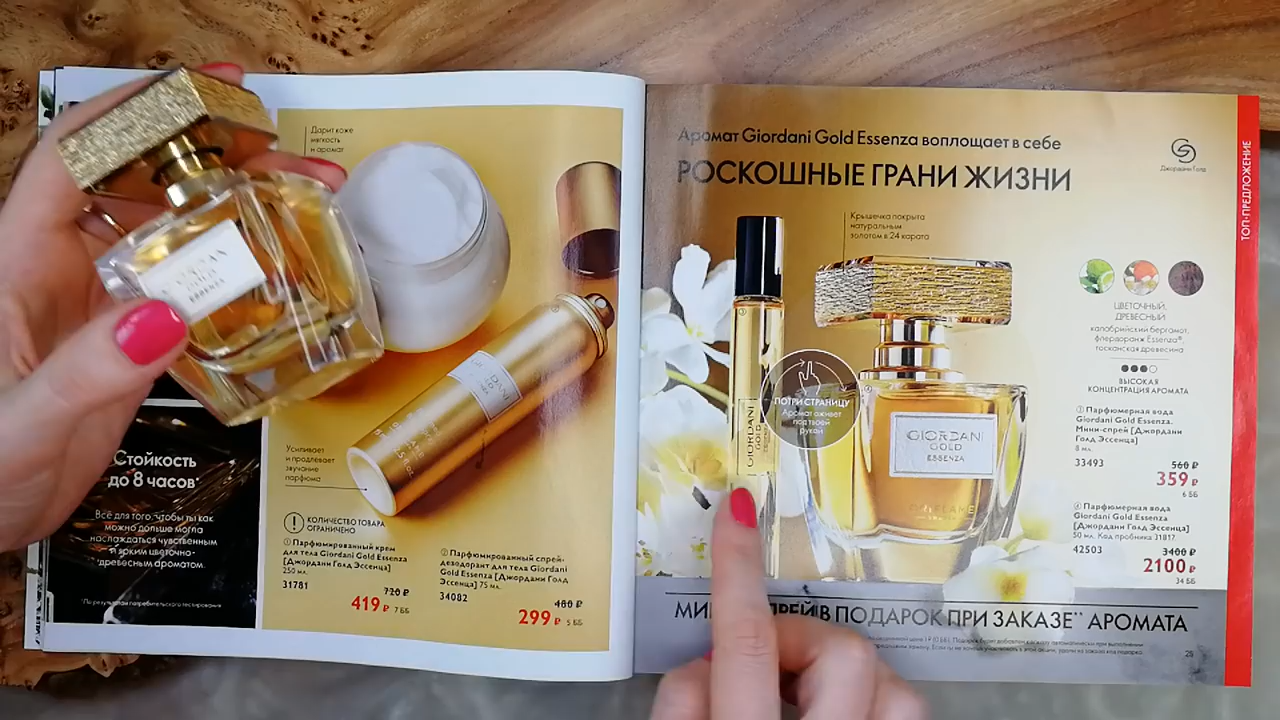 GOLD
ESSENZA
Дарит коже
мягкость
и аромат
Усиливает
и продлевает
звучание
парфюма
Стойкость
до 8 часов*
Всё для того, чтобы ты как
можно дольше могла
наслаждаться чувственным
и ярким цветочно-
древесным ароматом.
*По результатам потребительского тестирования
КОЛИЧЕСТВО ТОВАРА
ОГРАНИЧЕНО
① Парфюмированный крем
для тела Giordani Gold Essenza
[Джордани Голд Эссенца]
250 мл.
31781
720 ₽
419 ₽ 7 ББ
② Парфюмированный спрей-
дезодорант для тела Giordani
Gold Essenza [Джордани Голд
Эссенца] 75 мл.
34082
480 ₽
299 ₽ 5 ББ
Аромат Giordani Gold Essenza воплощает в себе
РОСКОШНЫЕ ГРАНИ ЖИЗНИ
Джордани Голд
ТОП-ПРЕДЛОЖЕНИЕ
Крышечка покрыта
натуральным
золотом в 24 карата
ПОТРИ СТРАНИЦУ
Аромат оживёт
под твоей
рукой
GIORDANI
GOLD
GIORDANI
GOLD
ESSENZA
ORIFLAME
ЦВЕТОЧНЫЙ,
ДРЕВЕСНЫЙ
калабрийский бергамот,
флердоранж Essenza®,
тосканская древесина
ВЫСОКАЯ
КОНЦЕНТРАЦИЯ АРОМАТА
③ Парфюмерная вода
Giordani Gold Essenza.
Мини-спрей [Джордани
Голд Эссенца]
8 мл.
33493
560 ₽
359 ₽
6 ББ
④ Парфюмерная вода
Giordani Gold Essenza
[Джордани Голд Эссенца]
50 мл. Код пробника 31817.
42503
3400 ₽
2100 ₽
34 ББ
МИ ПРЕЙ В ПОДАРОК ПРИ ЗАКАЗЕ** АРОМАТА